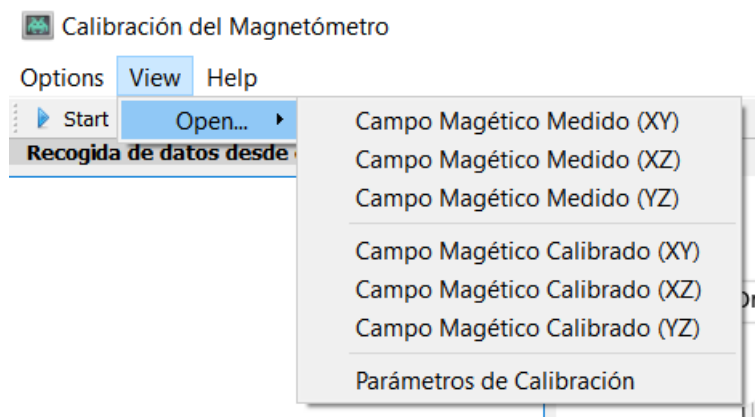 Calibración del Magnetómetro
Options View Help
Start Open...
Recogida de datos desde
Campo Magético Medido (XY)
Campo Magético Medido (XZ)
Campo Magético Medido (YZ)
Campo Magético Calibrado (XY)
Campo Magético Calibrado (XZ)
Campo Magético Calibrado (YZ)
Parámetros de Calibración